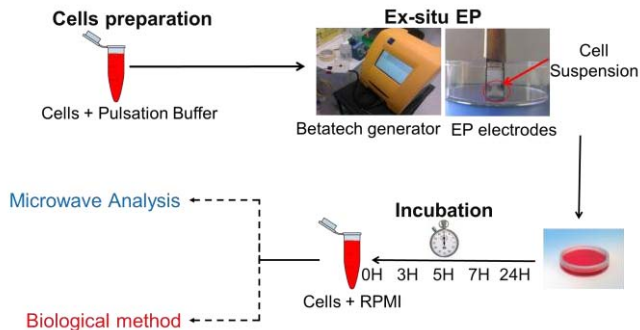 Cells preparation
Ex-situ EP
Cell
Suspension
Cells + Pulsation Buffer
Betatech generator
EP electrodes
Microwave Analysis
Incubation
0H 3H 5H 7H 24H
Cells + RPMI
Biological method